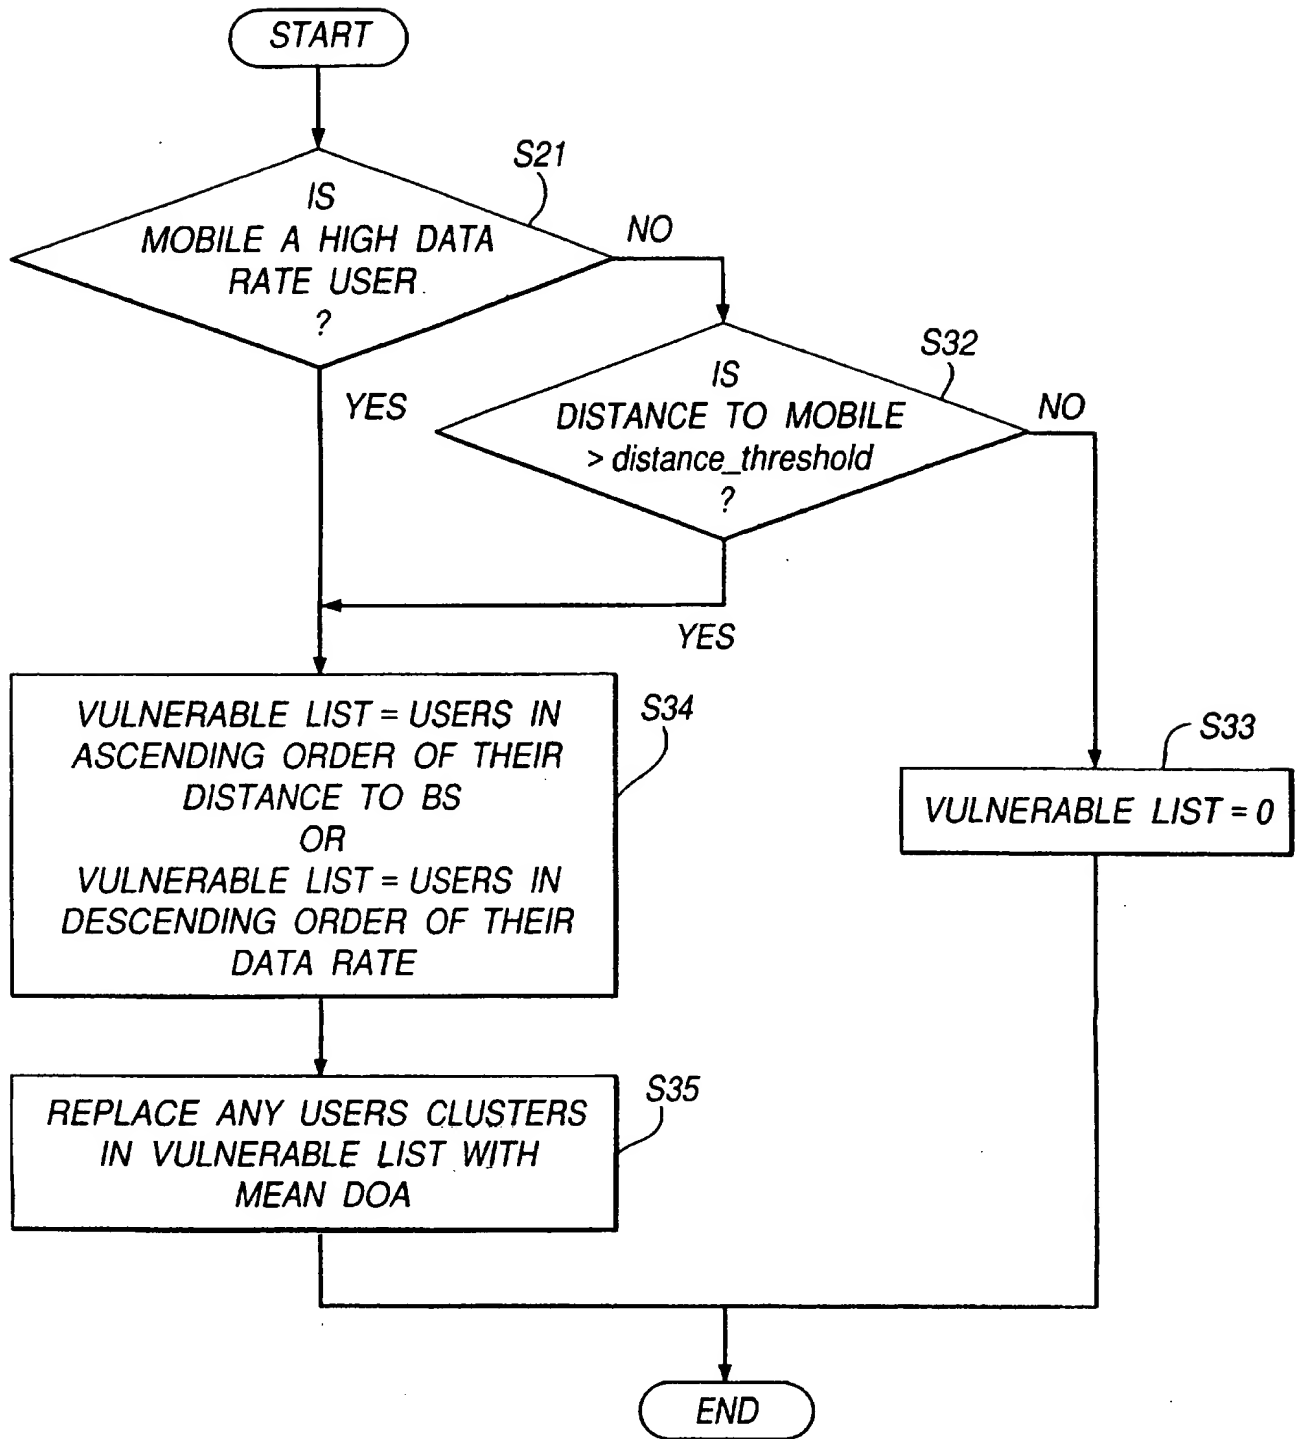 START
S21
IS
MOBILE A HIGH DATA
RATE USER
?
NO
YES
S32
IS
DISTANCE TO MOBILE
> distance_threshold
?
NO
YES
S34
VULNERABLE LIST = USERS IN
ASCENDING ORDER OF THEIR
DISTANCE TO BS
OR
VULNERABLE LIST = USERS IN
DESCENDING ORDER OF THEIR
DATA RATE
S33
VULNERABLE LIST = 0
S35
REPLACE ANY USERS CLUSTERS
IN VULNERABLE LIST WITH
MEAN DOA
END